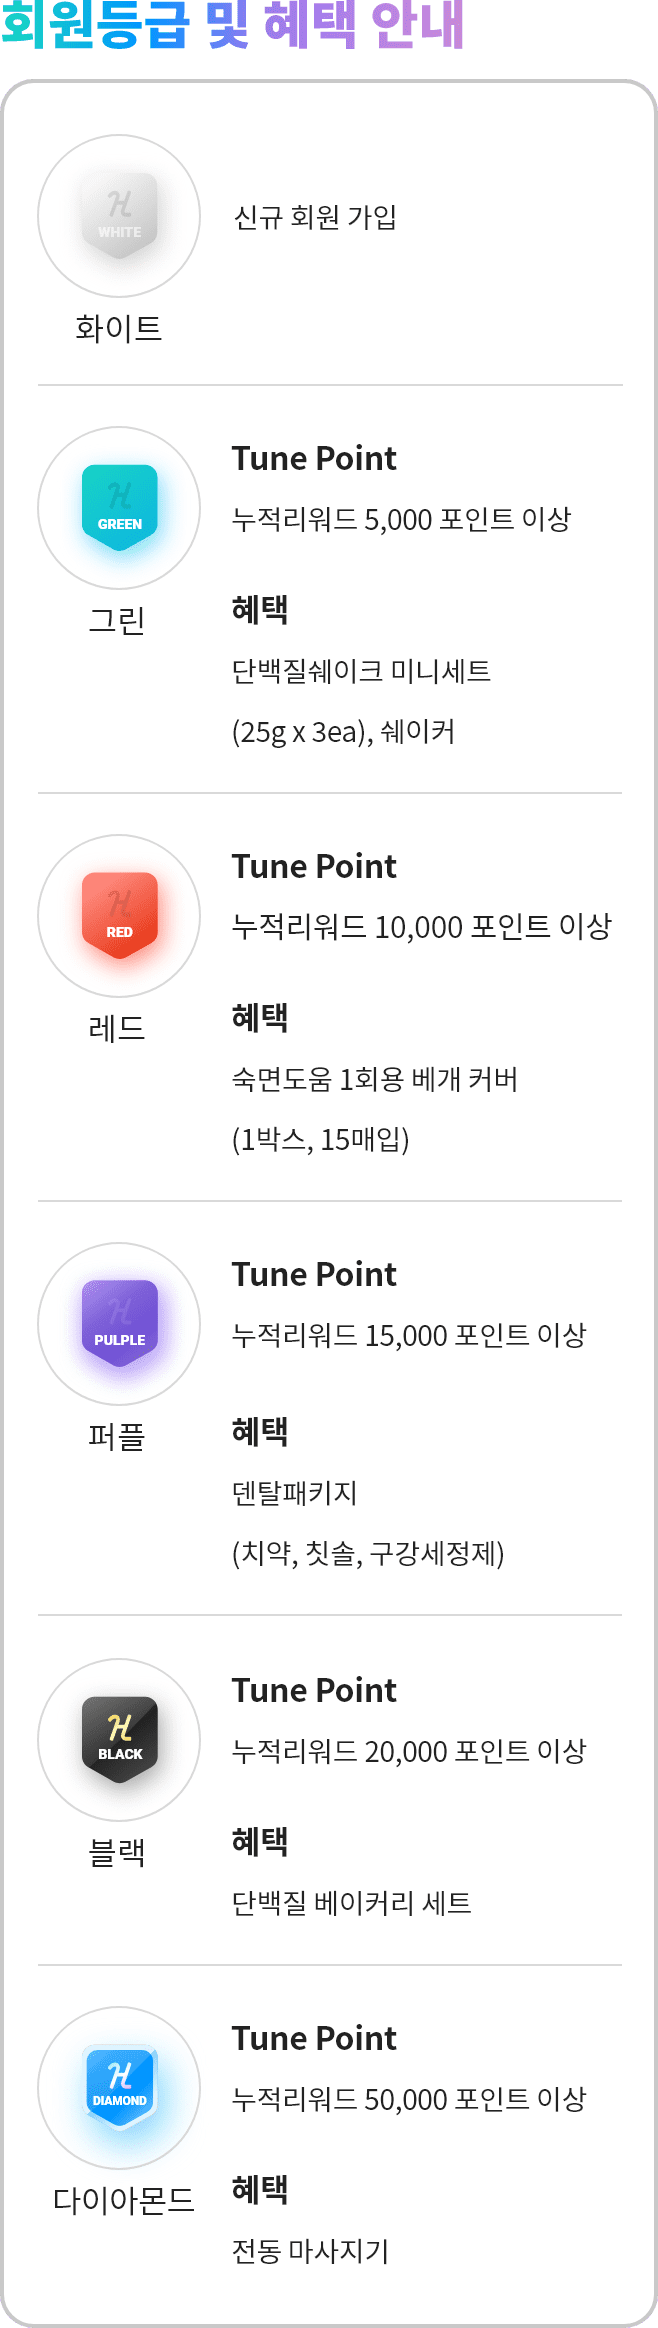 회원등급 및 혜택 안내
H
WHITE
화이트
신규 회원 가입
H
GREEN
그린
Tune Point
누적리워드 5,000 포인트 이상
혜택
단백질쉐이크 미니세트
(25g x 3ea), 쉐이커
H
RED
레드
Tune Point
누적리워드 10,000 포인트 이상
혜택
숙면도움 1회용 베개 커버
(1박스, 15매입)
H
PULPLE
퍼플
Tune Point
누적리워드 15,000 포인트 이상
혜택
덴탈패키지
(치약, 칫솔, 구강세정제)
H
BLACK
블랙
Tune Point
누적리워드 20,000 포인트 이상
혜택
단백질 베이커리 세트
H
DIAMOND
다이아몬드
Tune Point
누적리워드 50,000 포인트 이상
혜택
전동 마사지기